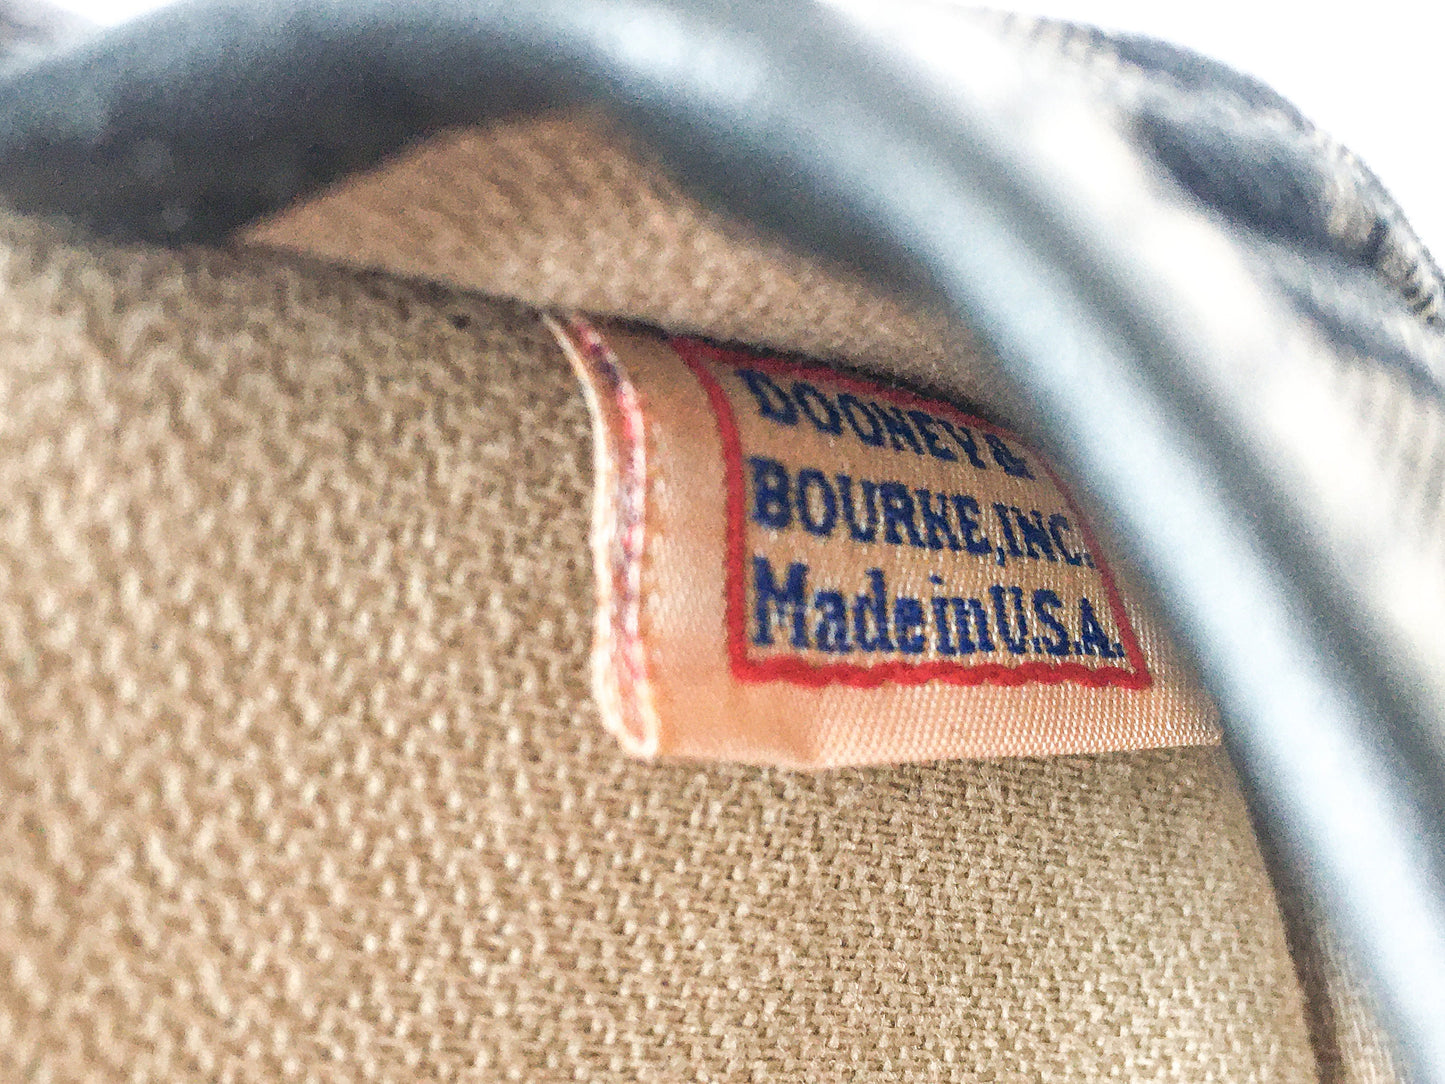 DOONEY &
BOURKE, INC.
Made in U.S.A.